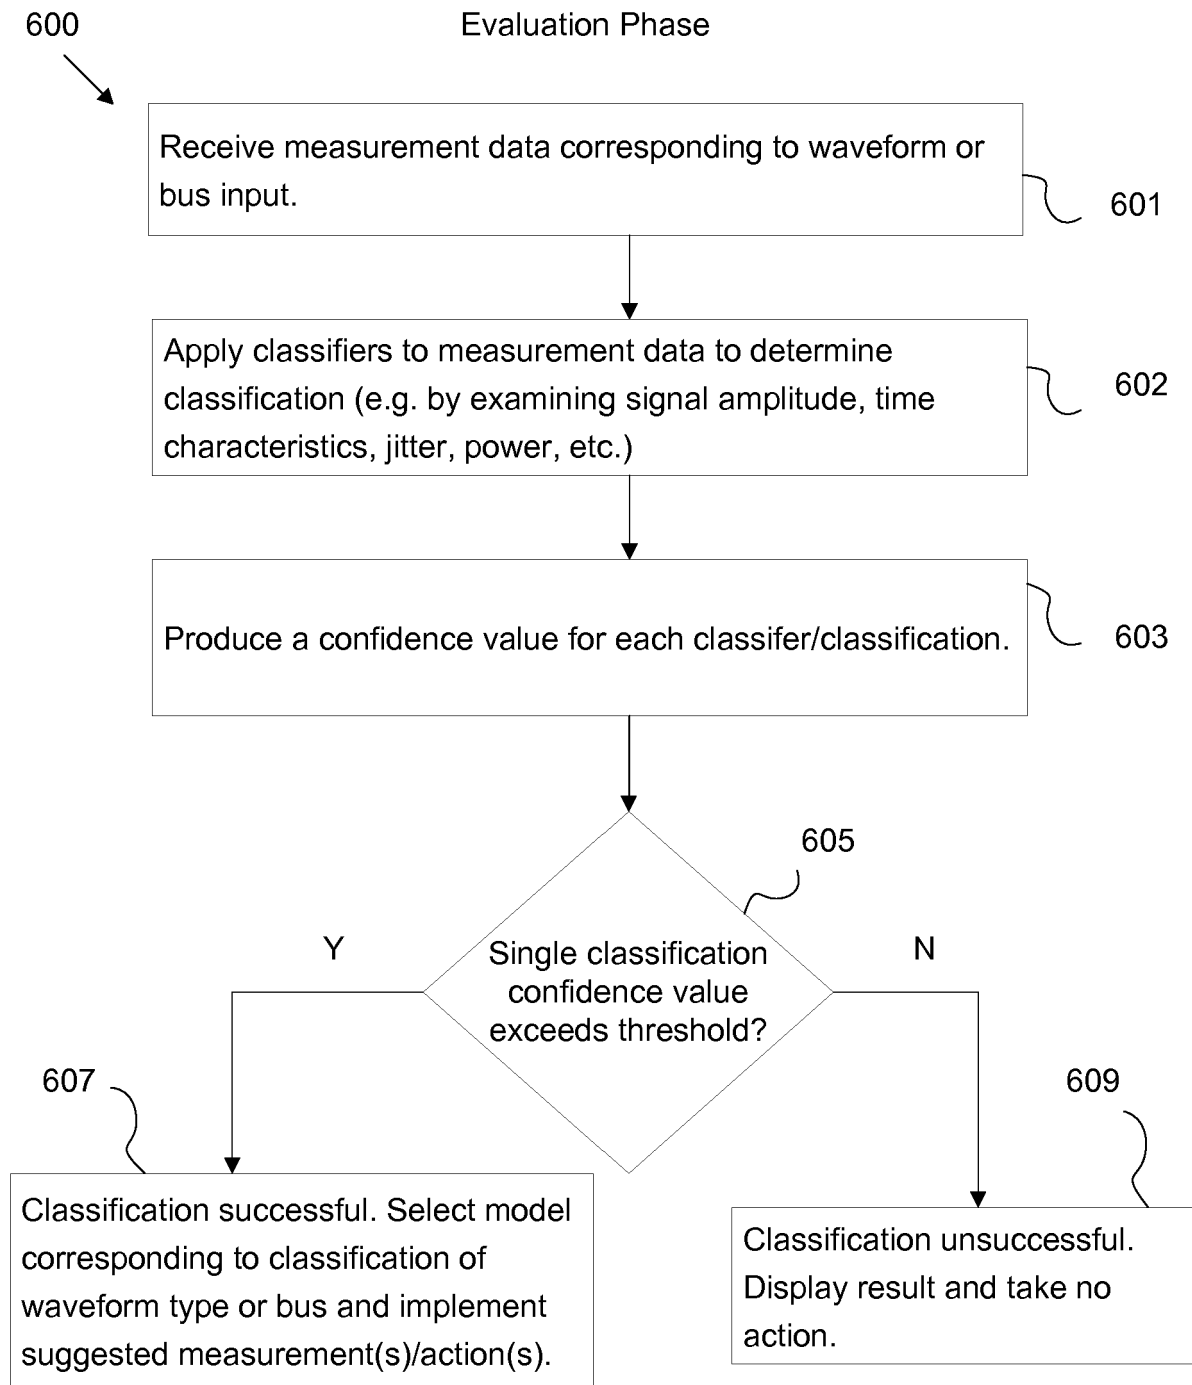 600
Evaluation Phase
Receive measurement data corresponding to waveform or
bus input.
601
Apply classifiers to measurement data to determine
classification (e.g. by examining signal amplitude, time
characteristics, jitter, power, etc.)
602
Produce a confidence value for each classifer/classification.
603
605
Y
N
Single classification
confidence value
exceeds threshold?
607
609
Classification successful. Select model
corresponding to classification of
waveform type or bus and implement
suggested measurement(s)/action(s).
Classification unsuccessful.
Display result and take no
action.